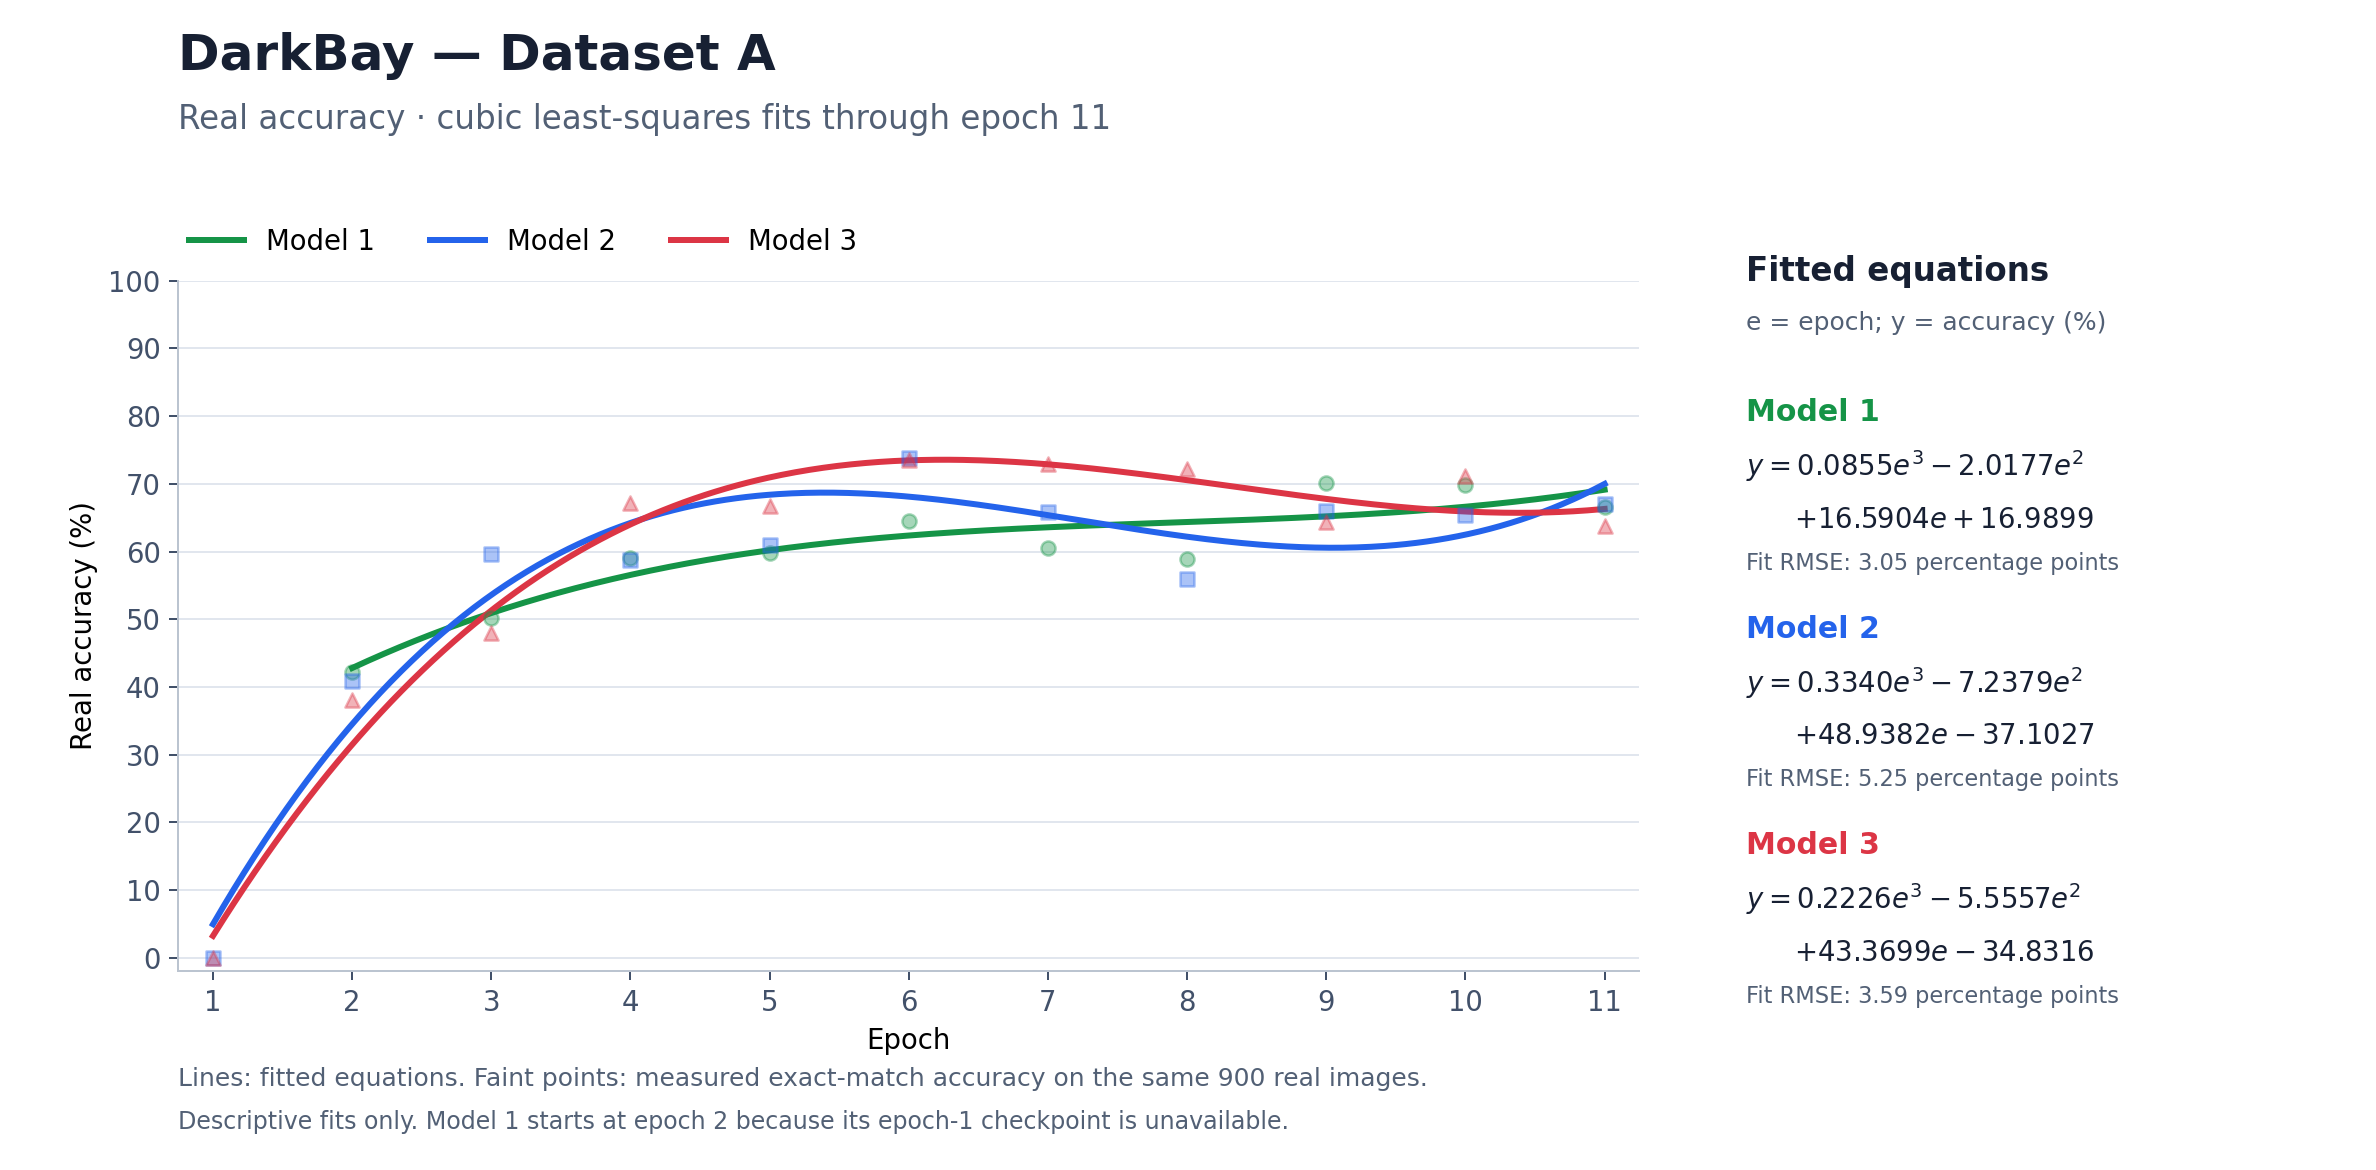 DarkBay — Dataset A
Real accuracy · cubic least-squares fits through epoch 11
Model 1
Model 2
Model 3
100
90
80
70
60
50
40
30
20
10
0
Real accuracy (%)
1 2 3 4 5 6 7 8 9 10 11
Epoch
Lines: fitted equations. Faint points: measured exact-match accuracy on the same 900 real images.
Descriptive fits only. Model 1 starts at epoch 2 because its epoch-1 checkpoint is unavailable.
Fitted equations
e = epoch; y = accuracy (%)
Model 1
y = 0.0855e³ − 2.0177e²
+16.5904e + 16.9899
Fit RMSE: 3.05 percentage points
Model 2
y = 0.3340e³ − 7.2379e²
+48.9382e − 37.1027
Fit RMSE: 5.25 percentage points
Model 3
y = 0.2226e³ − 5.5557e²
+43.3699e − 34.8316
Fit RMSE: 3.59 percentage points